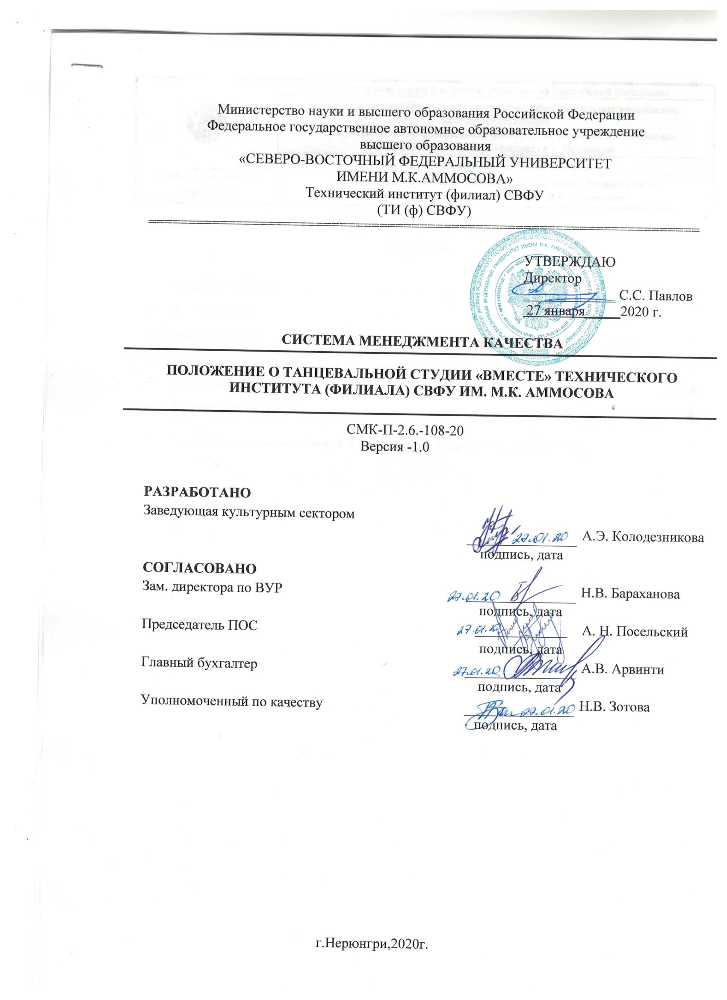 Министерство науки и высшего образования Российской Федерации
Федеральное государственное автономное образовательное учреждение
высшего образования
«СЕВЕРО-ВОСТОЧНЫЙ ФЕДЕРАЛЬНЫЙ УНИВЕРСИТЕТ
ИМЕНИ М.К.АММОСОВА»
Технический институт (филиал) СВФУ
(ТИ (ф) СВФУ)
УТВЕРЖДАЮ
Директор
С.С. Павлов
27 января 2020 г.
СИСТЕМА МЕНЕДЖМЕНТА КАЧЕСТВА
ПОЛОЖЕНИЕ О ТАНЦЕВАЛЬНОЙ СТУДИИ «ВМЕСТЕ» ТЕХНИЧЕСКОГО
ИНСТИТУТА (ФИЛИАЛА) СВФУ ИМ. М.К. АММОСОВА
СМК-П-2.6.-108-20
Версия -1.0
РАЗРАБОТАНО
Заведующая культурным сектором
27.01.20 А.Э. Колодезникова
подпись, дата
СОГЛАСОВАНО
Зам. директора по ВУР
27.01.20 Н.В. Бараханова
подпись, дата
Председатель ПОС
27.01.20 А. Н. Посельский
подпись, дата
Главный бухгалтер
27.01.20 А.В. Арвинти
подпись, дата
Уполномоченный по качеству
27.01.20 Н.В. Зотова
подпись, дата
г.Нерюнгри,2020г.